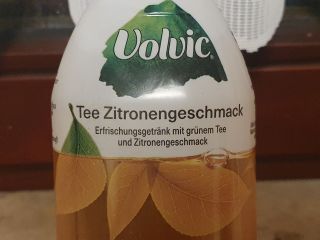 Volvic
Tee Zitronengeschmack
Erfrischungsgetränk mit grünem Tee
und Zitronengeschmack